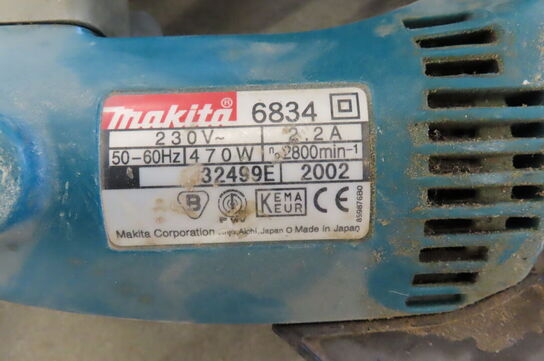 makita® 6834
230V~ 2.2A
50-60Hz 470W n₀2800min⁻¹
32499E 2002
B KEMA KEUR CE
Makita Corporation Anjo, Aichi, Japan O Made in Japan
859876B0